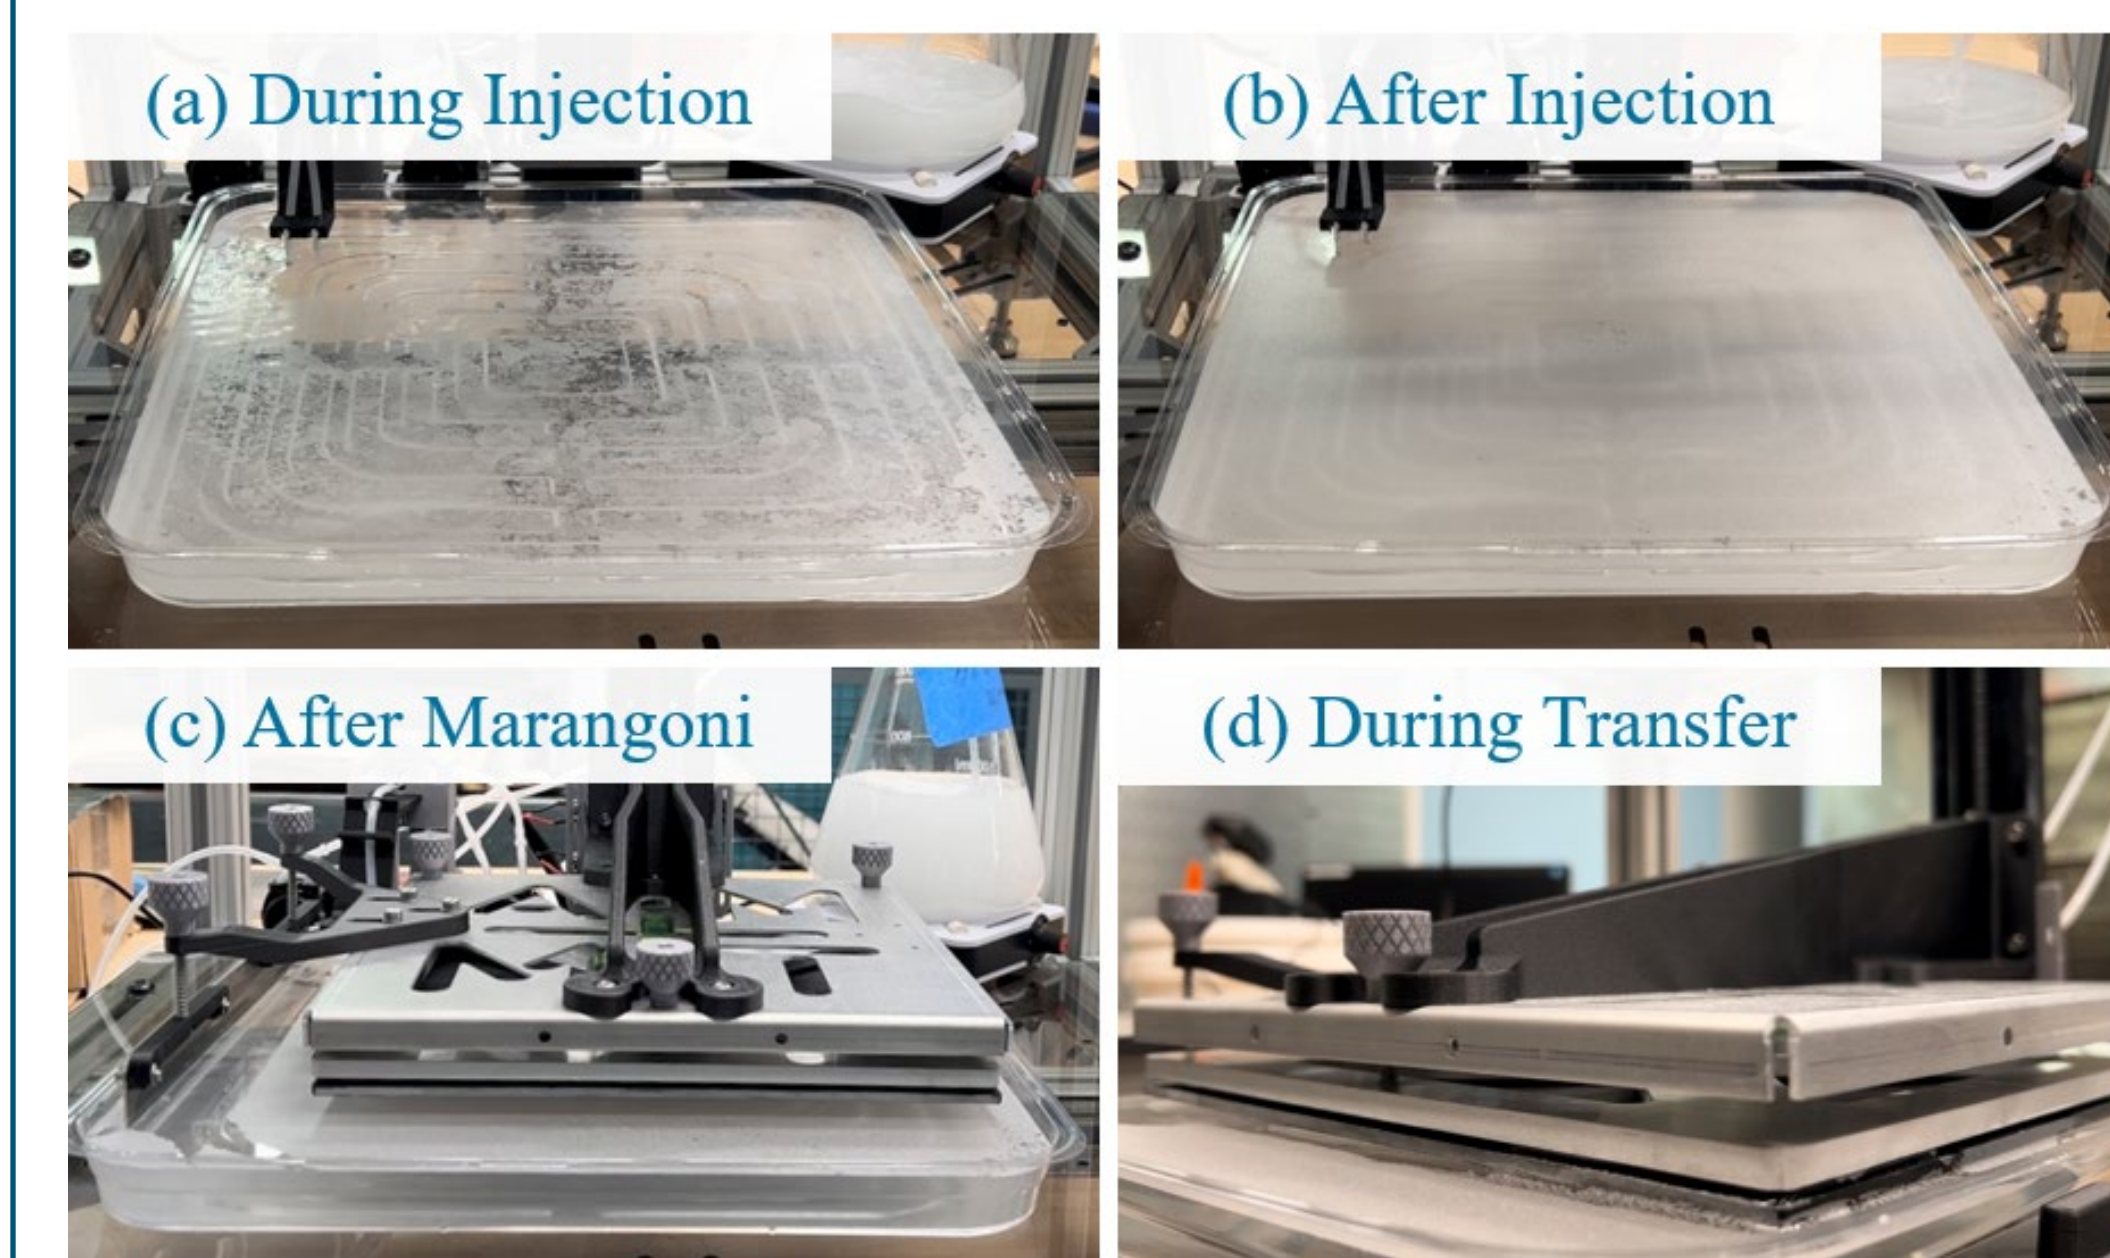 (a) During Injection
(b) After Injection
(c) After Marangoni
(d) During Transfer